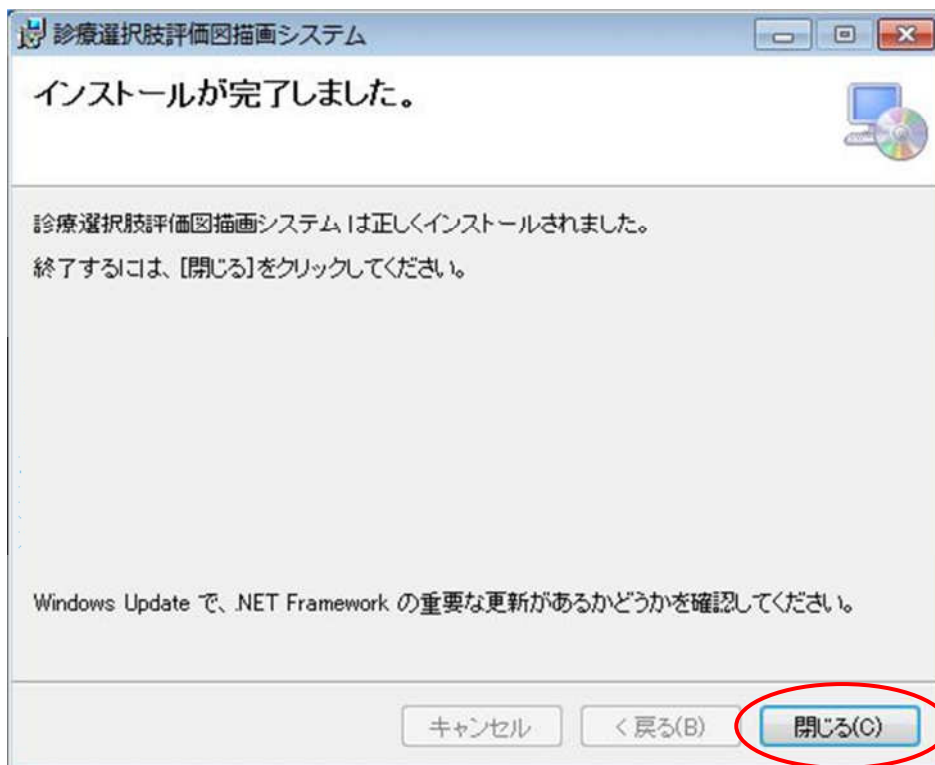 診療選択肢評価図描画システム
インストールが完了しました。
診療選択肢評価図描画システム は正しくインストールされました。
終了するには、[閉じる]をクリックしてください。
Windows Update で、.NET Framework の重要な更新があるかどうかを確認してください。
キャンセル
< 戻る(B)
閉じる(C)